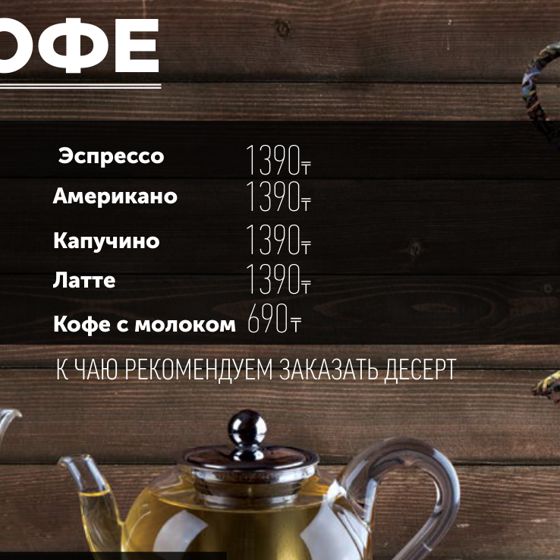 ОФЕ
Эспрессо 1390₸
Американо 1390₸
Капучино 1390₸
Латте 1390₸
Кофе с молоком 690₸
К ЧАЮ РЕКОМЕНДУЕМ ЗАКАЗАТЬ ДЕСЕРТ